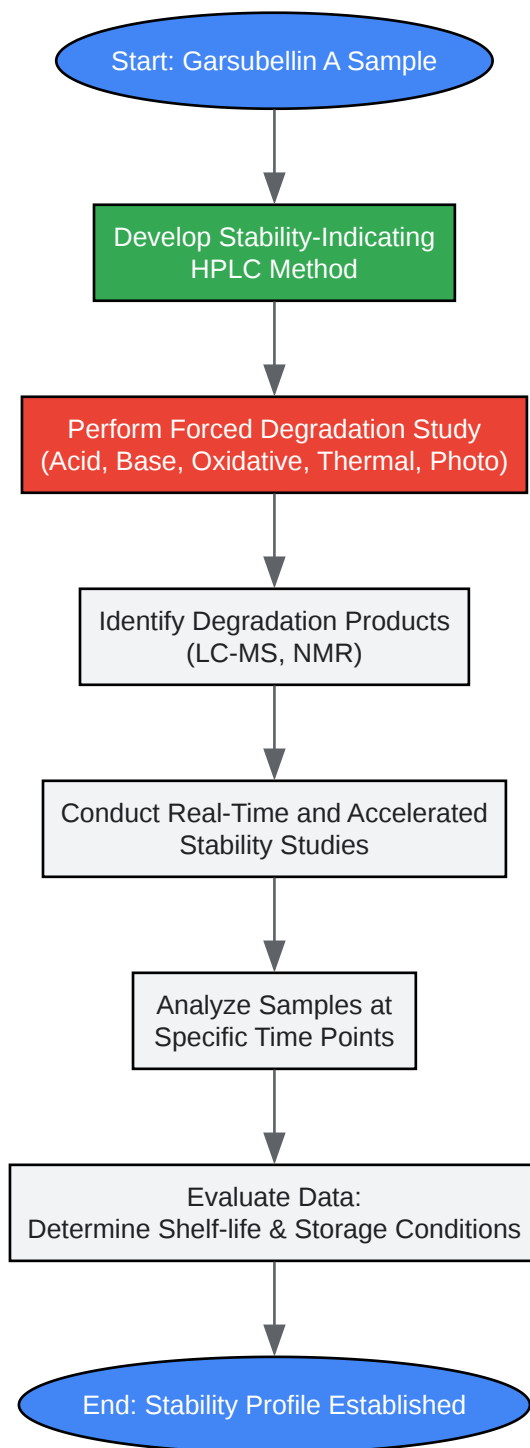 Start: Garsubellin A Sample
Develop Stability-Indicating
HPLC Method
Perform Forced Degradation Study
(Acid, Base, Oxidative, Thermal, Photo)
Identify Degradation Products
(LC-MS, NMR)
Conduct Real-Time and Accelerated
Stability Studies
Analyze Samples at
Specific Time Points
Evaluate Data:
Determine Shelf-life & Storage Conditions
End: Stability Profile Established